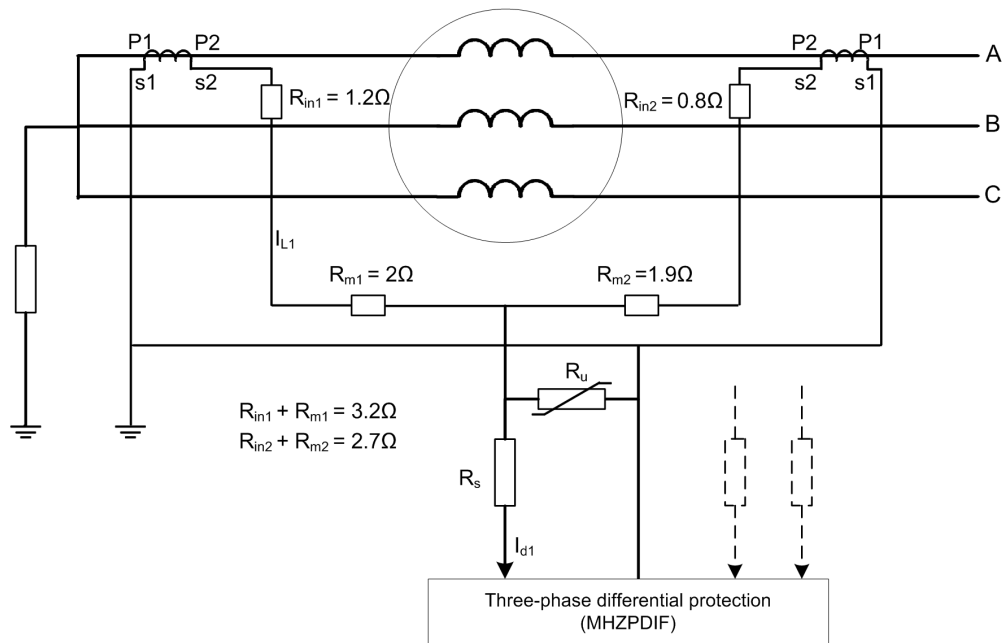 P1 P2
s1 s2
R_in1 = 1.2Ω
P2 P1
s2 s1
R_in2 = 0.8Ω
A
B
C
I_L1
R_m1 = 2Ω
R_m2 =1.9Ω
R_u
R_in1 + R_m1 = 3.2Ω
R_in2 + R_m2 = 2.7Ω
R_s
I_d1
Three-phase differential protection
(MHZPDIF)